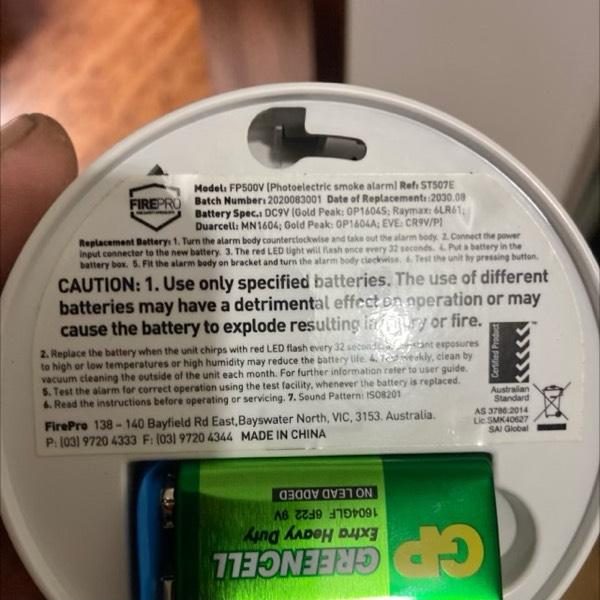 FIREPRO
Model: FP500V (Photoelectric smoke alarm) Ref: ST507E
Batch Number: 2020083001 Date of Replacement: 2030.08
Battery Spec.: DC9V (Gold Peak: GP1604S; Raymax: 6LR61;
Duarcell: MN1604; Gold Peak: GP1604A; EVE: CR9V/P)
Replacement Battery: 1. Turn the alarm body counterclockwise and take out the alarm body. 2. Connect the power
input connector to the new battery. 3. The red LED light will flash once every 32 seconds. 4. Put a battery in the
battery box. 5. Fit the alarm body on bracket and turn the alarm body clockwise. 6. Test the unit by pressing button.
CAUTION: 1. Use only specified batteries. The use of different
batteries may have a detrimental effect on operation or may
cause the battery to explode resulting in injury or fire.
2. Replace the battery when the unit chirps with red LED flash every 32 seconds. exposures
to high or low temperatures or high humidity may reduce the battery life. 4. Test weekly, clean by
vacuum cleaning the outside of the unit each month. For further information refer to user guide.
5. Test the alarm for correct operation using the test facility, whenever the battery is replaced.
6. Read the instructions before operating or servicing. 7. Sound Pattern: ISO8201
Certified Product
Australian
Standard
AS 3786:2014
Lic.SMK40627
SAI Global
FirePro 138 – 140 Bayfield Rd East,Bayswater North, VIC, 3153. Australia.
P: (03) 9720 4333 F: (03) 9720 4344 MADE IN CHINA
GP
GREENCELL
Extra Heavy Duty
1604GLF 6F22 9V
NO LEAD ADDED